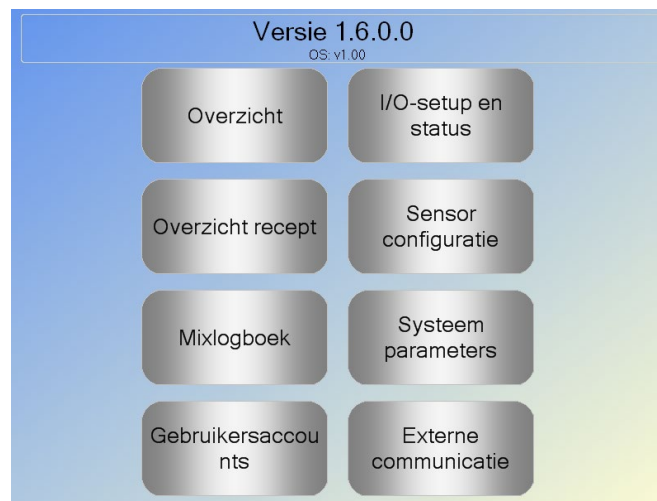 Versie 1.6.0.0
OS: v1.00
Overzicht
I/O-setup en
status
Overzicht recept
Sensor
configuratie
Mixlogboek
Systeem
parameters
Gebruikersaccou
nts
Externe
communicatie